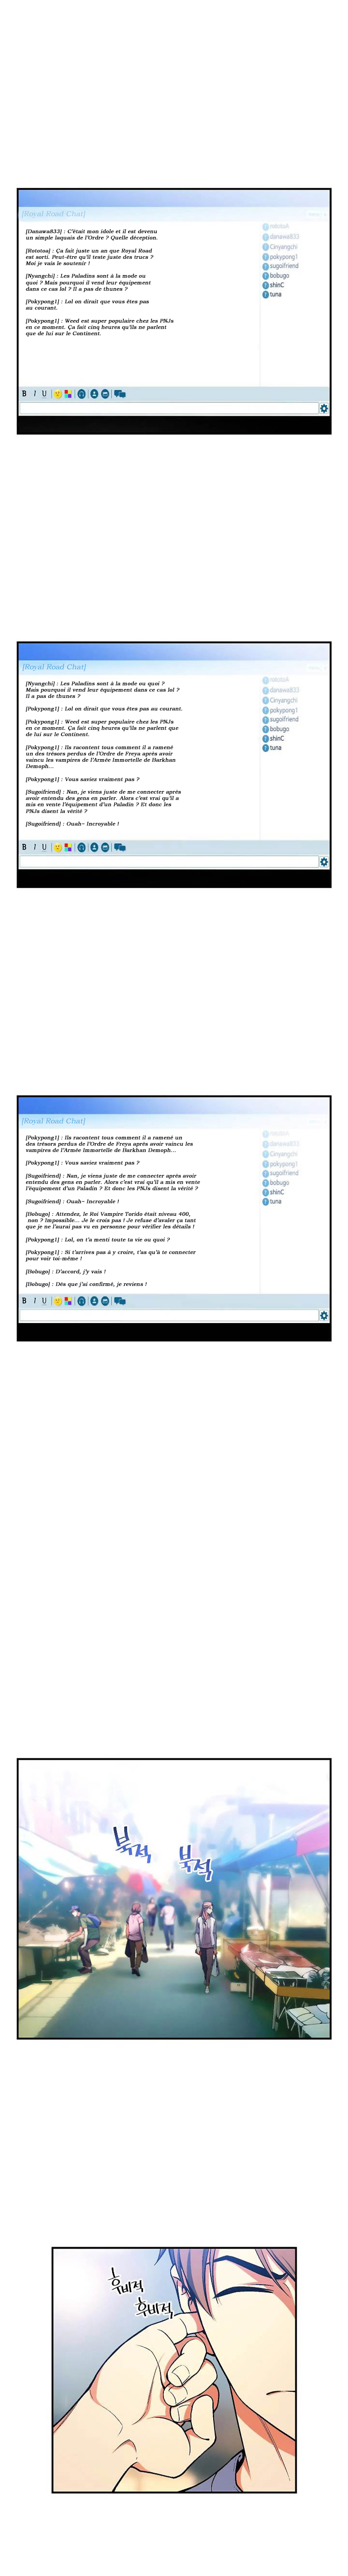 [Royal Road Chat]
[Danawa833] : C'était mon idole et il est devenu
un simple laquais de l'Ordre ? Quelle déception.
[Rototoa] : Ça fait juste un an que Royal Road
est sorti. Peut-être qu'il teste juste des trucs ?
Moi je vais le soutenir !
[Nyangchi] : Les Paladins sont à la mode ou
quoi ? Mais pourquoi il vend leur équipement
dans ce cas lol ? Il a pas de thunes ?
[Pokypong1] : Lol on dirait que vous êtes pas
au courant.
[Pokypong1] : Weed est super populaire chez les PNJs
en ce moment. Ça fait cinq heures qu'ils ne parlent
que de lui sur le Continent.
danawa833
Cinyangchi
pokypong1
sugoifriend
bobugo
shinC
tuna
B I U
[Royal Road Chat]
[Nyangchi] : Les Paladins sont à la mode ou quoi ?
Mais pourquoi il vend leur équipement dans ce cas lol ?
Il a pas de thunes ?
[Pokypong1] : Lol on dirait que vous êtes pas au courant.
[Pokypong1] : Weed est super populaire chez les PNJs
en ce moment. Ça fait cinq heures qu'ils ne parlent que
de lui sur le Continent.
[Pokypong1] : Ils racontent tous comment il a ramené
un des trésors perdus de l'Ordre de Freya après avoir
vaincu les vampires de l'Armée Immortelle de Barkhan
Demoph...
[Pokypong1] : Vous saviez vraiment pas ?
[Sugoifriend] : Nan, je viens juste de me connecter après
avoir entendu des gens en parler. Alors c'est vrai qu'il a
mis en vente l'équipement d'un Paladin ? Et donc les
PNJs disent la vérité ?
[Sugoifriend] : Ouah~ Incroyable !
danawa833
Cinyangchi
pokypong1
sugoifriend
bobugo
shinC
tuna
B I U
[Royal Road Chat]
[Pokypong1] : Ils racontent tous comment il a ramené un
des trésors perdus de l'Ordre de Freya après avoir vaincu les
vampires de l'Armée Immortelle de Barkhan Demoph...
[Pokypong1] : Vous saviez vraiment pas ?
[Sugoifriend] : Nan, je viens juste de me connecter après avoir
entendu des gens en parler. Alors c'est vrai qu'il a mis en vente
l'équipement d'un Paladin ? Et donc les PNJs disent la vérité ?
[Sugoifriend] : Ouah~ Incroyable !
[Bobugo] : Attendez, le Roi Vampire Torido était niveau 400,
non ? Impossible... Je le crois pas ! Je refuse d'avaler ça tant
que je ne l'aurai pas vu en personne pour vérifier les détails !
[Pokypong1] : Lol, on t'a menti toute ta vie ou quoi ?
[Pokypong1] : Si t'arrives pas à y croire, t'as qu'à te connecter
pour voir toi-même !
[Bobugo] : D'accord, j'y vais !
[Bobugo] : Dès que j'ai confirmé, je reviens !
danawa833
Cinyangchi
pokypong1
sugoifriend
bobugo
shinC
tuna
B I U
북적
북적
후비적
후비적